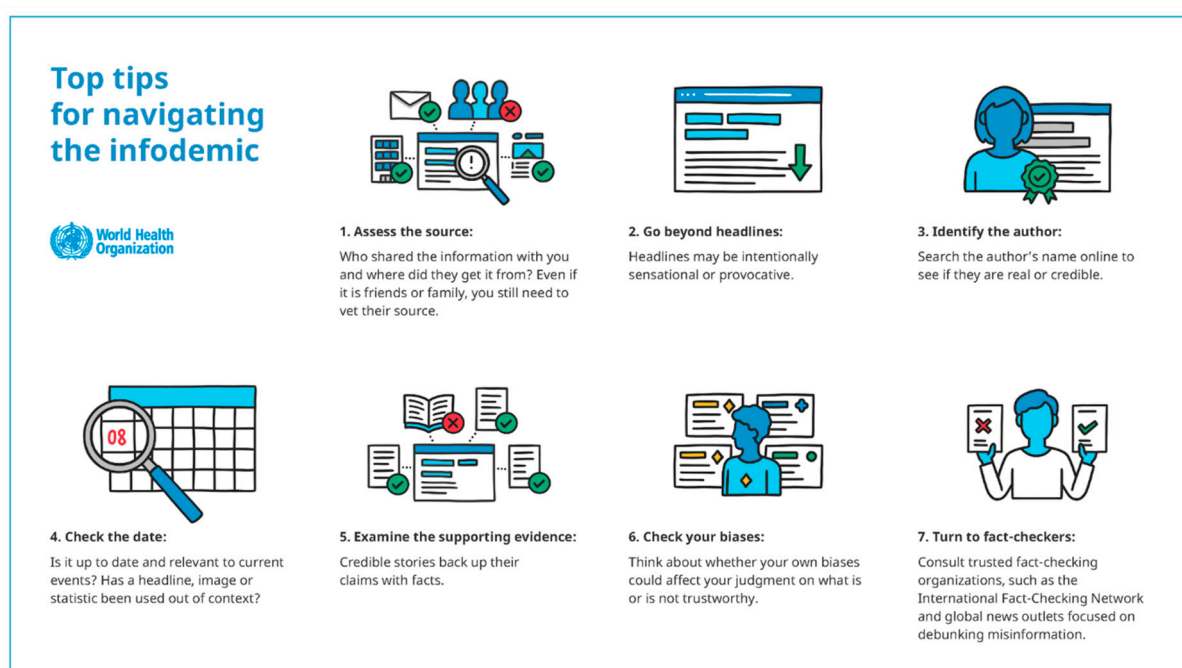 Top tips
for navigating
the infodemic
World Health
Organization
1. Assess the source:
Who shared the information with you
and where did they get it from? Even if
it is friends or family, you still need to
vet their source.
2. Go beyond headlines:
Headlines may be intentionally
sensational or provocative.
3. Identify the author:
Search the author's name online to
see if they are real or credible.
08
4. Check the date:
Is it up to date and relevant to current
events? Has a headline, image or
statistic been used out of context?
5. Examine the supporting evidence:
Credible stories back up their
claims with facts.
6. Check your biases:
Think about whether your own biases
could affect your judgment on what is
or is not trustworthy.
7. Turn to fact-checkers:
Consult trusted fact-checking
organizations, such as the
International Fact-Checking Network
and global news outlets focused on
debunking misinformation.